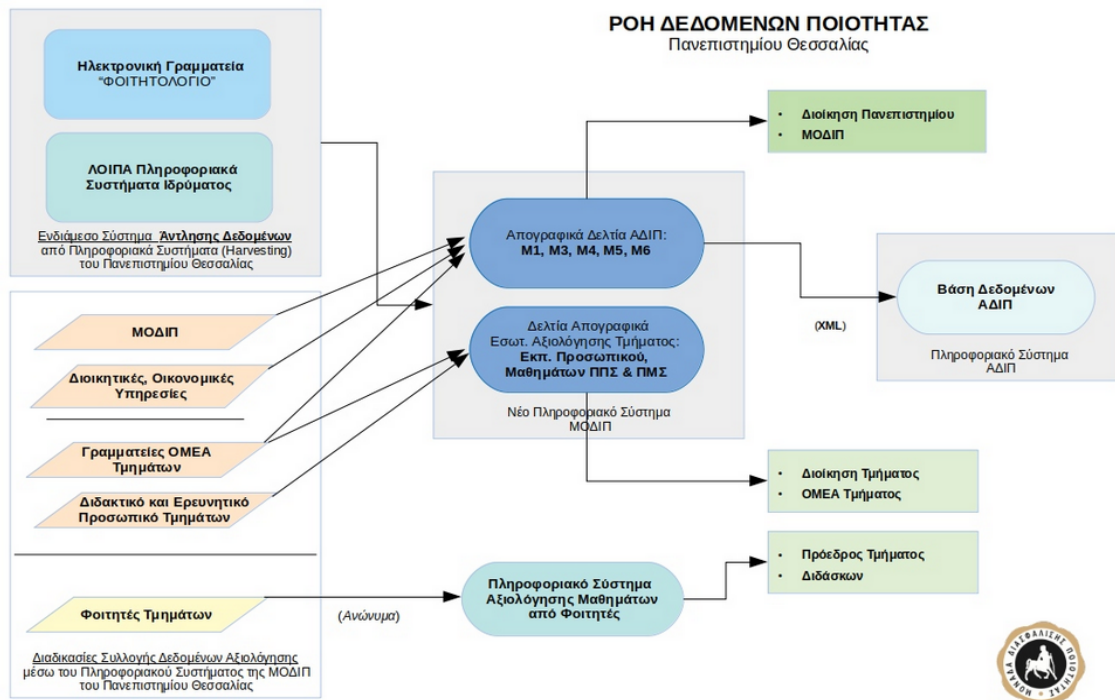 ΡΟΗ ΔΕΔΟΜΕΝΩΝ ΠΟΙΟΤΗΤΑΣ
Πανεπιστημίου Θεσσαλίας
Ηλεκτρονική Γραμματεία
“ΦΟΙΤΗΤΟΛΟΓΙΟ”
ΛΟΙΠΑ Πληροφοριακά
Συστήματα Ιδρύματος
Ενδιάμεσο Σύστημα Άντλησης Δεδομένων
από Πληροφοριακά Συστήματα (Harvesting)
του Πανεπιστημίου Θεσσαλίας
• Διοίκηση Πανεπιστημίου
• ΜΟΔΙΠ
Απογραφικά Δελτία ΑΔΙΠ:
Μ1, Μ3, Μ4, Μ5, Μ6
Δελτία Απογραφικά
Εσωτ. Αξιολόγησης Τμήματος:
Εκπ. Προσωπικού,
Μαθημάτων ΠΠΣ & ΠΜΣ
Νέο Πληροφοριακό Σύστημα
ΜΟΔΙΠ
(XML)
Βάση Δεδομένων
ΑΔΙΠ
Πληροφοριακό Σύστημα
ΑΔΙΠ
ΜΟΔΙΠ
Διοικητικές, Οικονομικές
Υπηρεσίες
Γραμματείες ΟΜΕΑ
Τμημάτων
Διδακτικό και Ερευνητικό
Προσωπικό Τμημάτων
• Διοίκηση Τμήματος
• ΟΜΕΑ Τμήματος
Φοιτητές Τμημάτων
(Ανώνυμα)
Πληροφοριακό Σύστημα
Αξιολόγησης Μαθημάτων
από Φοιτητές
• Πρόεδρος Τμήματος
• Διδάσκων
Διαδικασίες Συλλογής Δεδομένων Αξιολόγησης
μέσω του Πληροφοριακού Συστήματος της ΜΟΔΙΠ
του Πανεπιστημίου Θεσσαλίας
ΜΟΝΑΔΑ ΔΙΑΣΦΑΛΙΣΗΣ ΠΟΙΟΤΗΤΑΣ